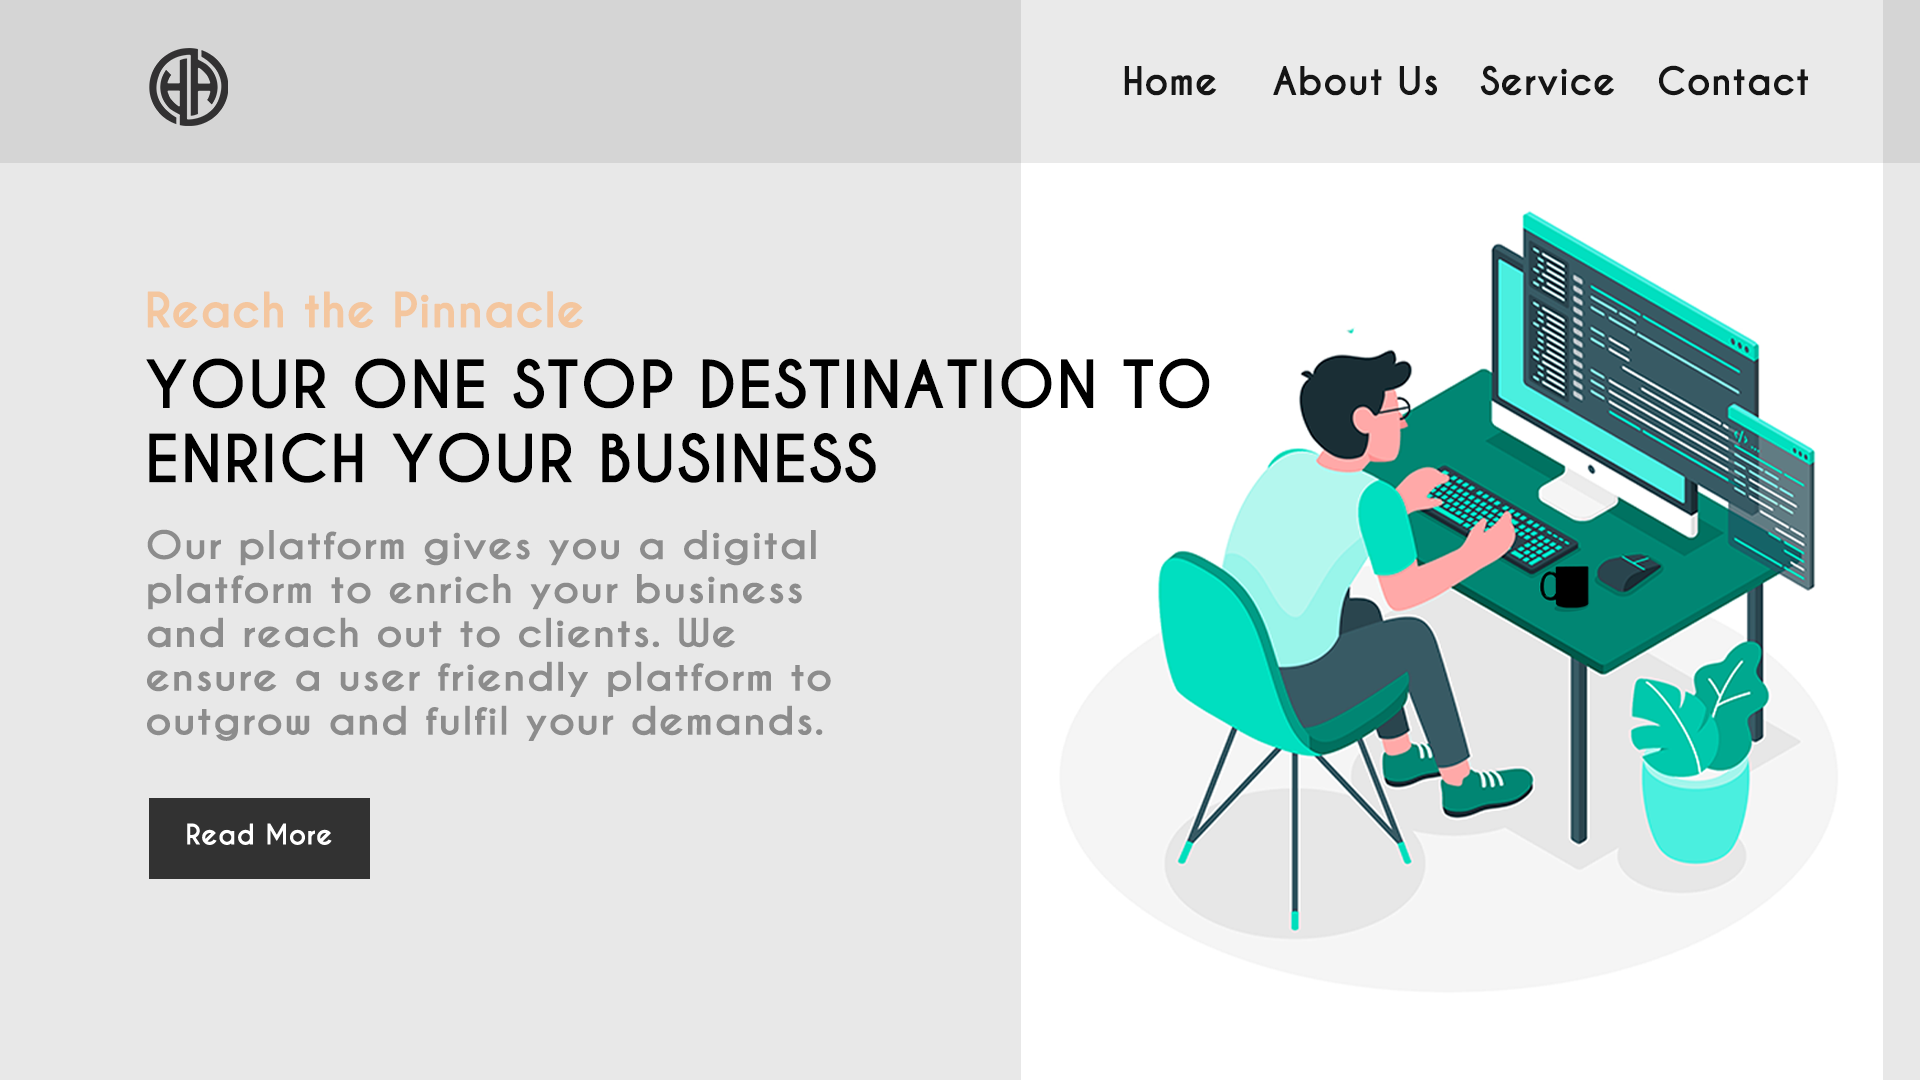 HA
Home About Us Service Contact
Reach the Pinnacle
YOUR ONE STOP DESTINATION TO
ENRICH YOUR BUSINESS
Our platform gives you a digital
platform to enrich your business
and reach out to clients. We
ensure a user friendly platform to
outgrow and fulfil your demands.
Read More